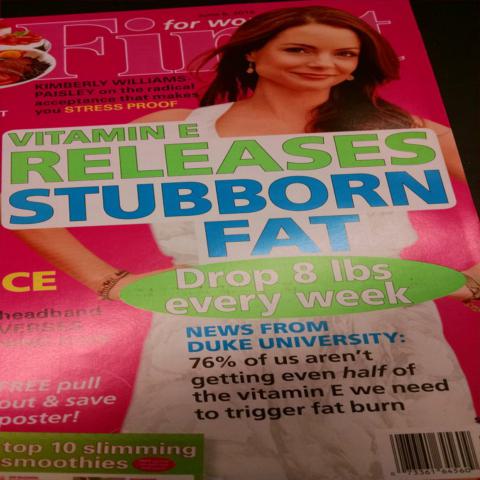 for wo
First
KIMBERLY WILLIAMS-
PAISLEY on the radical
acceptance that makes
you STRESS PROOF
VITAMIN E
RELEASES
STUBBORN
FAT
Drop 8 lbs
every week
CE
headband
NEWS FROM
DUKE UNIVERSITY:
76% of us aren't
getting even half of
the vitamin E we need
to trigger fat burn
FREE pull
out & save
poster!
top 10 slimming
smoothies